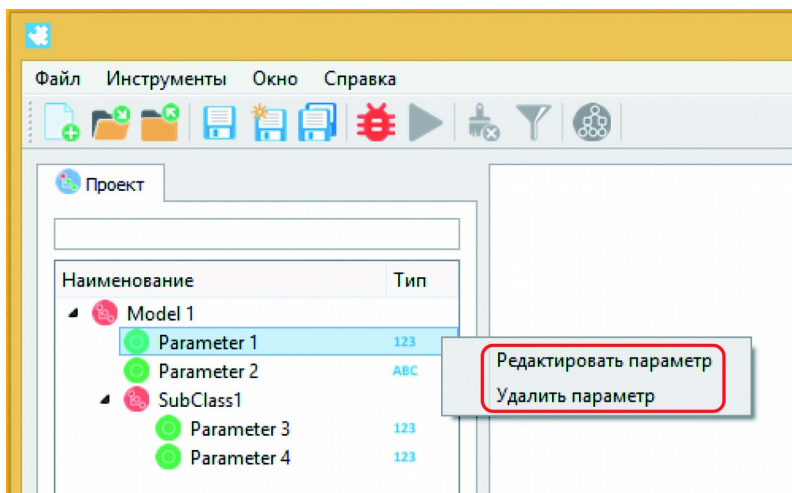 Файл Инструменты Окно Справка
Проект
Наименование Тип
Model 1
Parameter 1 123
Parameter 2 ABC
SubClass1
Parameter 3 123
Parameter 4 123
Редактировать параметр
Удалить параметр